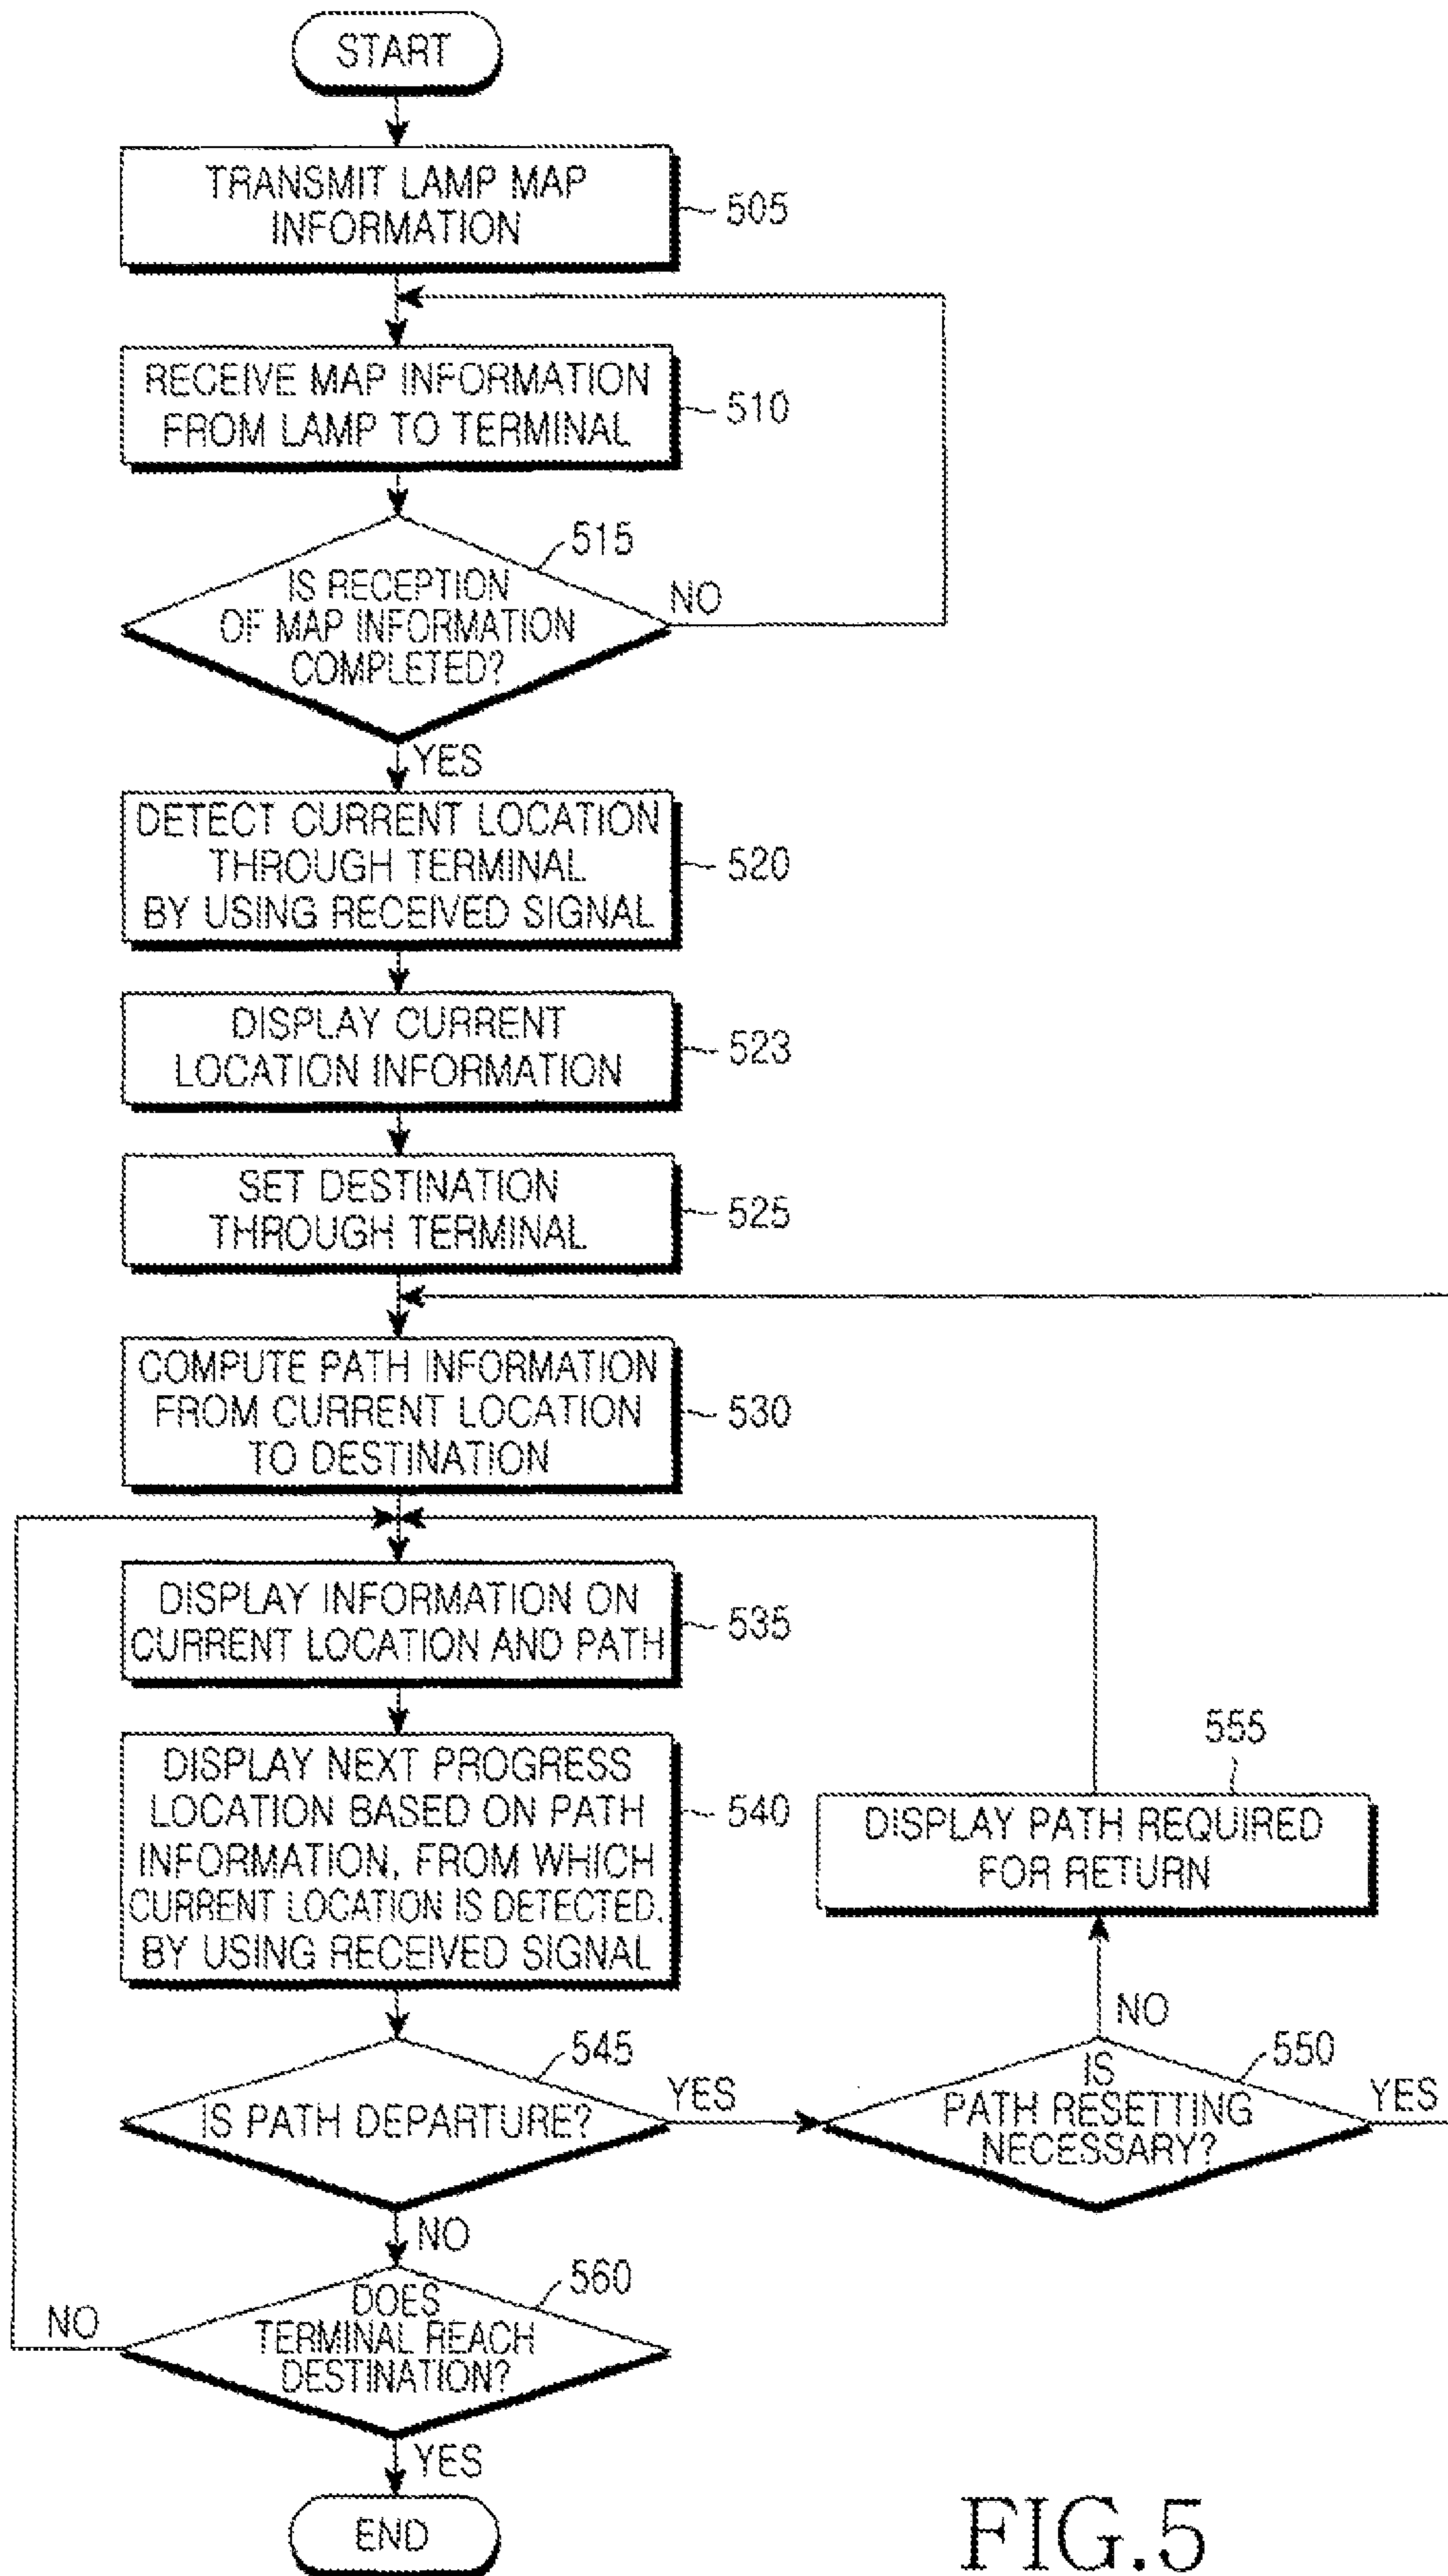 START
TRANSMIT LAMP MAP
INFORMATION
505
RECEIVE MAP INFORMATION
FROM LAMP TO TERMINAL
510
515
IS RECEPTION
OF MAP INFORMATION
COMPLETED?
NO
YES
DETECT CURRENT LOCATION
THROUGH TERMINAL
BY USING RECEIVED SIGNAL
520
DISPLAY CURRENT
LOCATION INFORMATION
523
SET DESTINATION
THROUGH TERMINAL
525
COMPUTE PATH INFORMATION
FROM CURRENT LOCATION
TO DESTINATION
530
DISPLAY INFORMATION ON
CURRENT LOCATION AND PATH
535
DISPLAY NEXT PROGRESS
LOCATION BASED ON PATH
INFORMATION, FROM WHICH
CURRENT LOCATION IS DETECTED,
BY USING RECEIVED SIGNAL
540
555
DISPLAY PATH REQUIRED
FOR RETURN
NO
545
IS PATH DEPARTURE?
YES
550
IS
PATH RESETTING
NECESSARY?
YES
NO
560
DOES
TERMINAL REACH
DESTINATION?
NO
YES
END
FIG.5